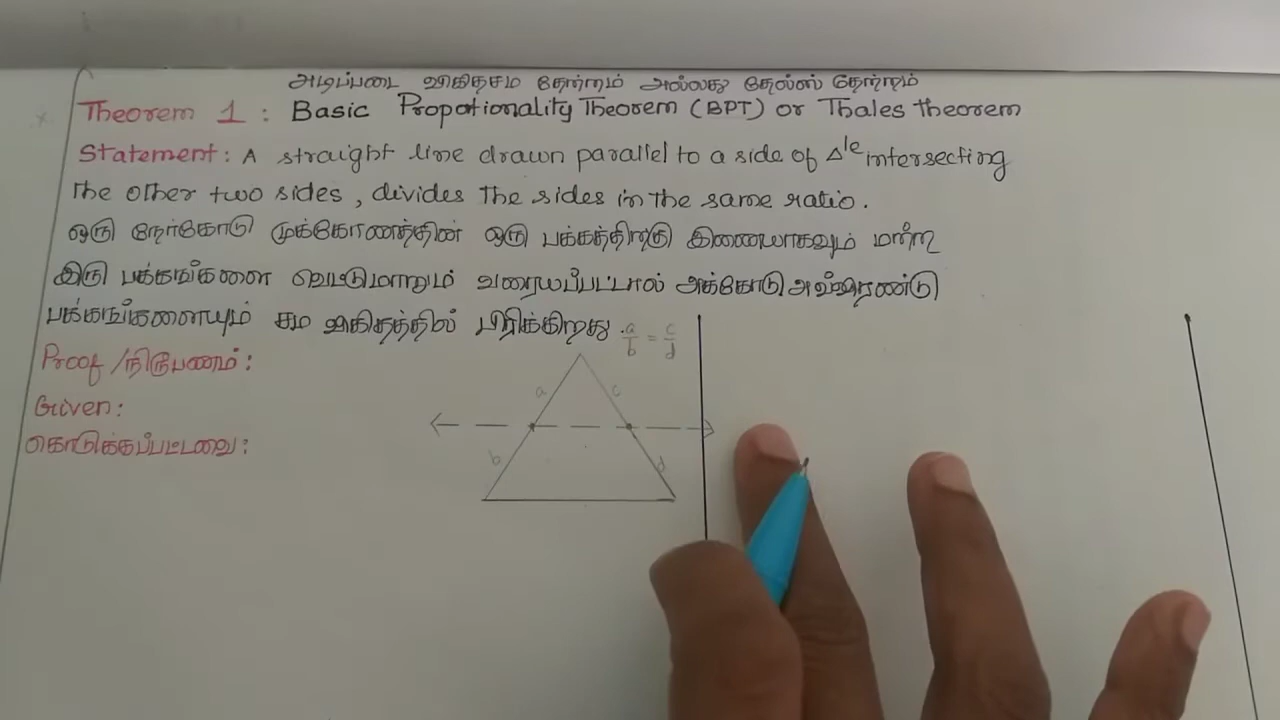 அடிப்படை விகிதசம தேற்றம் அல்லது தேல்ஸ் தேற்றம்
Theorem 1 : Basic Propotionality Theorem (BPT) or Thales theorem
Statement : A straight line drawn parallel to a side of Δle intersecting
the other two sides, divides the sides in the same ratio.
ஒரு நேர்கோடு முக்கோணத்தின் ஒரு பக்கத்திற்கு இணையாகவும் மற்ற
இரு பக்கங்களை வெட்டுமாறும் வரையப்பட்டால் அக்கோடு அவ்விரண்டு
பக்கங்களையும் சம விகிதத்தில் பிரிக்கிறது.
a/b = c/d
Proof /நிரூபணம் :
a c
Given :
கொடுக்கப்பட்டவை :
b d